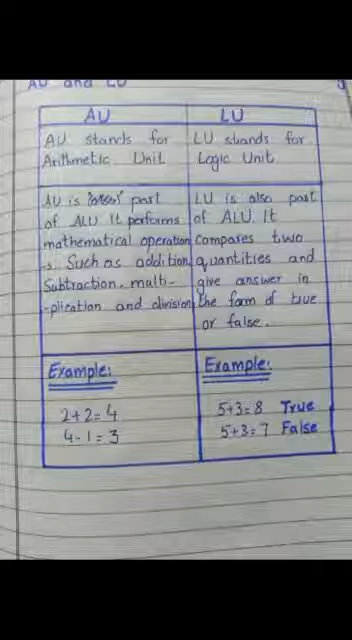 AU and LU
AU
AU stands for
Arithmetic Unit
AU is part
of ALU. It performs
mathematical operation
s. Such as addition,
Subtraction, multi-
-plication and division.
Example:
2+2=4
4-1=3
LU
LU stands for
Logic Unit.
LU is also part
of ALU. It
compares two
quantities and
give answer in
the form of true
or false.
Example:
5+3=8 True
5+3=7 False